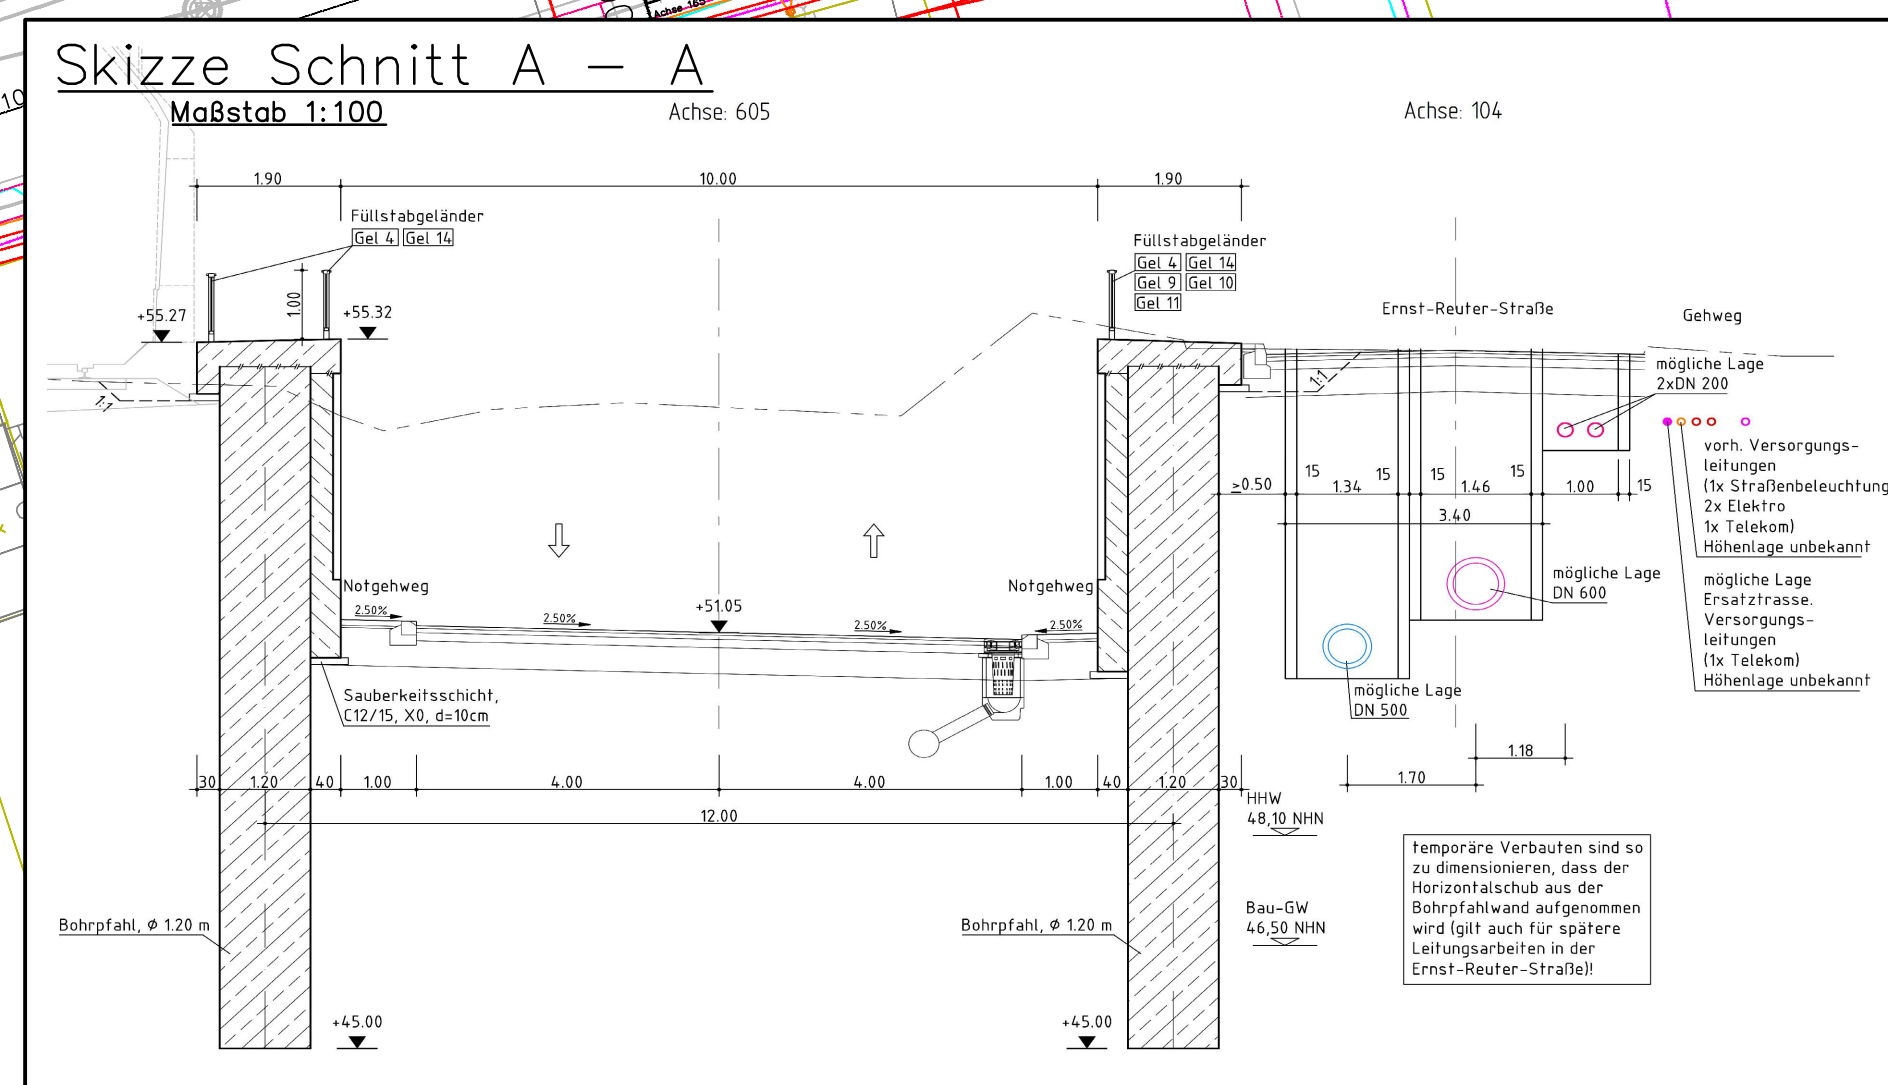 Achse 165
10
Skizze Schnitt A - A
Maßstab 1:100
Achse: 605
Achse: 104
1.90
10.00
1.90
Füllstabgeländer
Gel 4 Gel 14
Füllstabgeländer
Gel 4 Gel 14
Gel 9 Gel 10
Gel 11
1.00
+55.27
+55.32
Ernst-Reuter-Straße
Gehweg
mögliche Lage
2xDN 200
1:1
1:1
vorh. Versorgungs-
leitungen
(1x Straßenbeleuchtung
2x Elektro
1x Telekom)
Höhenlage unbekannt
≥0.50
15
1.34
15
15
1.46
15
1.00
15
3.40
Notgehweg
Notgehweg
mögliche Lage
DN 600
mögliche Lage
Ersatztrasse.
Versorgungs-
leitungen
(1x Telekom)
Höhenlage unbekannt
2.50%
2.50%
+51.05
2.50%
2.50%
Sauberkeitsschicht,
C12/15, X0, d=10cm
mögliche Lage
DN 500
1.18
1.70
30
1.20
40
1.00
4.00
4.00
1.00
40
1.20
30
12.00
HHW
48,10 NHN
temporäre Verbauten sind so
zu dimensionieren, dass der
Horizontalschub aus der
Bohrpfahlwand aufgenommen
wird (gilt auch für spätere
Leitungsarbeiten in der
Ernst-Reuter-Straße)!
Bohrpfahl, Ø 1.20 m
Bohrpfahl, Ø 1.20 m
Bau-GW
46,50 NHN
+45.00
+45.00